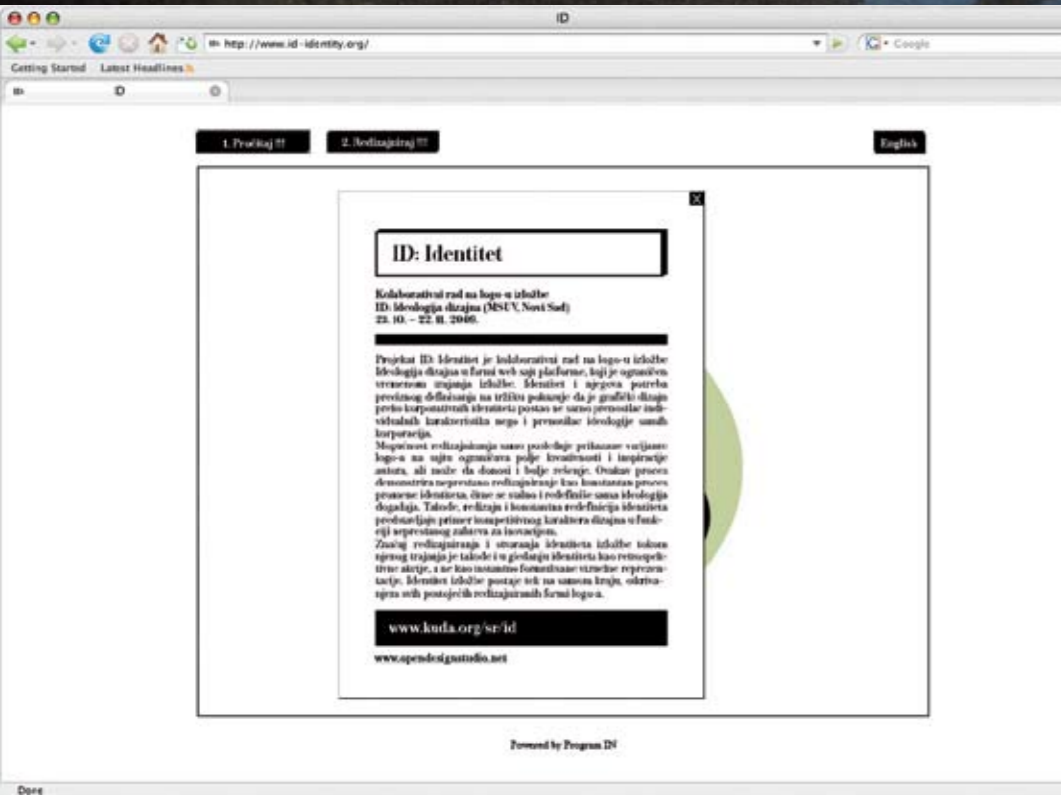 ID
http://www.id-identity.org/
Google
Getting Started Latest Headlines
ID
1. Pročitaj !!!
2. Redizajniraj !!!
English
X
ID: Identitet
Kolaborativni rad na logo-u izložbe
ID: Ideologija dizajna (MSUV, Novi Sad)
23. 10. – 22. 11. 2009.
Projekat ID: Identitet je kolaborativni rad na logo-u izložbe
Ideologija dizajna u formi web sajt platforme, koji je ograničen
vremenom trajanja izložbe. Identitet i njegova potreba
preciznog definisanja na tržištu pokazuje da je grafički dizajn
preko korporativnih identiteta postao ne samo prenosilac indi-
vidualnih karakteristika nego i prenosilac ideologije samih
korporacija.
Mogućnost redizajniranja samo poslednje prikazane varijante
logo-a na sajtu ograničava polje kreativnosti i inspiracije
autora, ali može da donosi i bolje rešenje. Ovakav proces
demonstrira neprestano redizajniranje kao konstantan proces
promene identiteta, čime se stalno i redefiniše sama ideologija
događaja. Takođe, redizajn i konstantna redefinicija identiteta
predstavljaju primer kompetitivnog karaktera dizajna u funk-
ciji neprestanog zahteva za inovacijom.
Značaj redizajniranja i stvaranja identiteta izložbe tokom
njenog trajanja je takođe i u gledanju identiteta kao retrospek-
tivne akcije, a ne kao instantno formulisane vizuelne reprezen-
tacije. Identitet izložbe postaje tek na samom kraju, otkriva-
njem svih postojećih redizajniranih formi logo-a.
www.kuda.org/sr/id
www.opendesignstudio.net
Powered by Program IN
Done